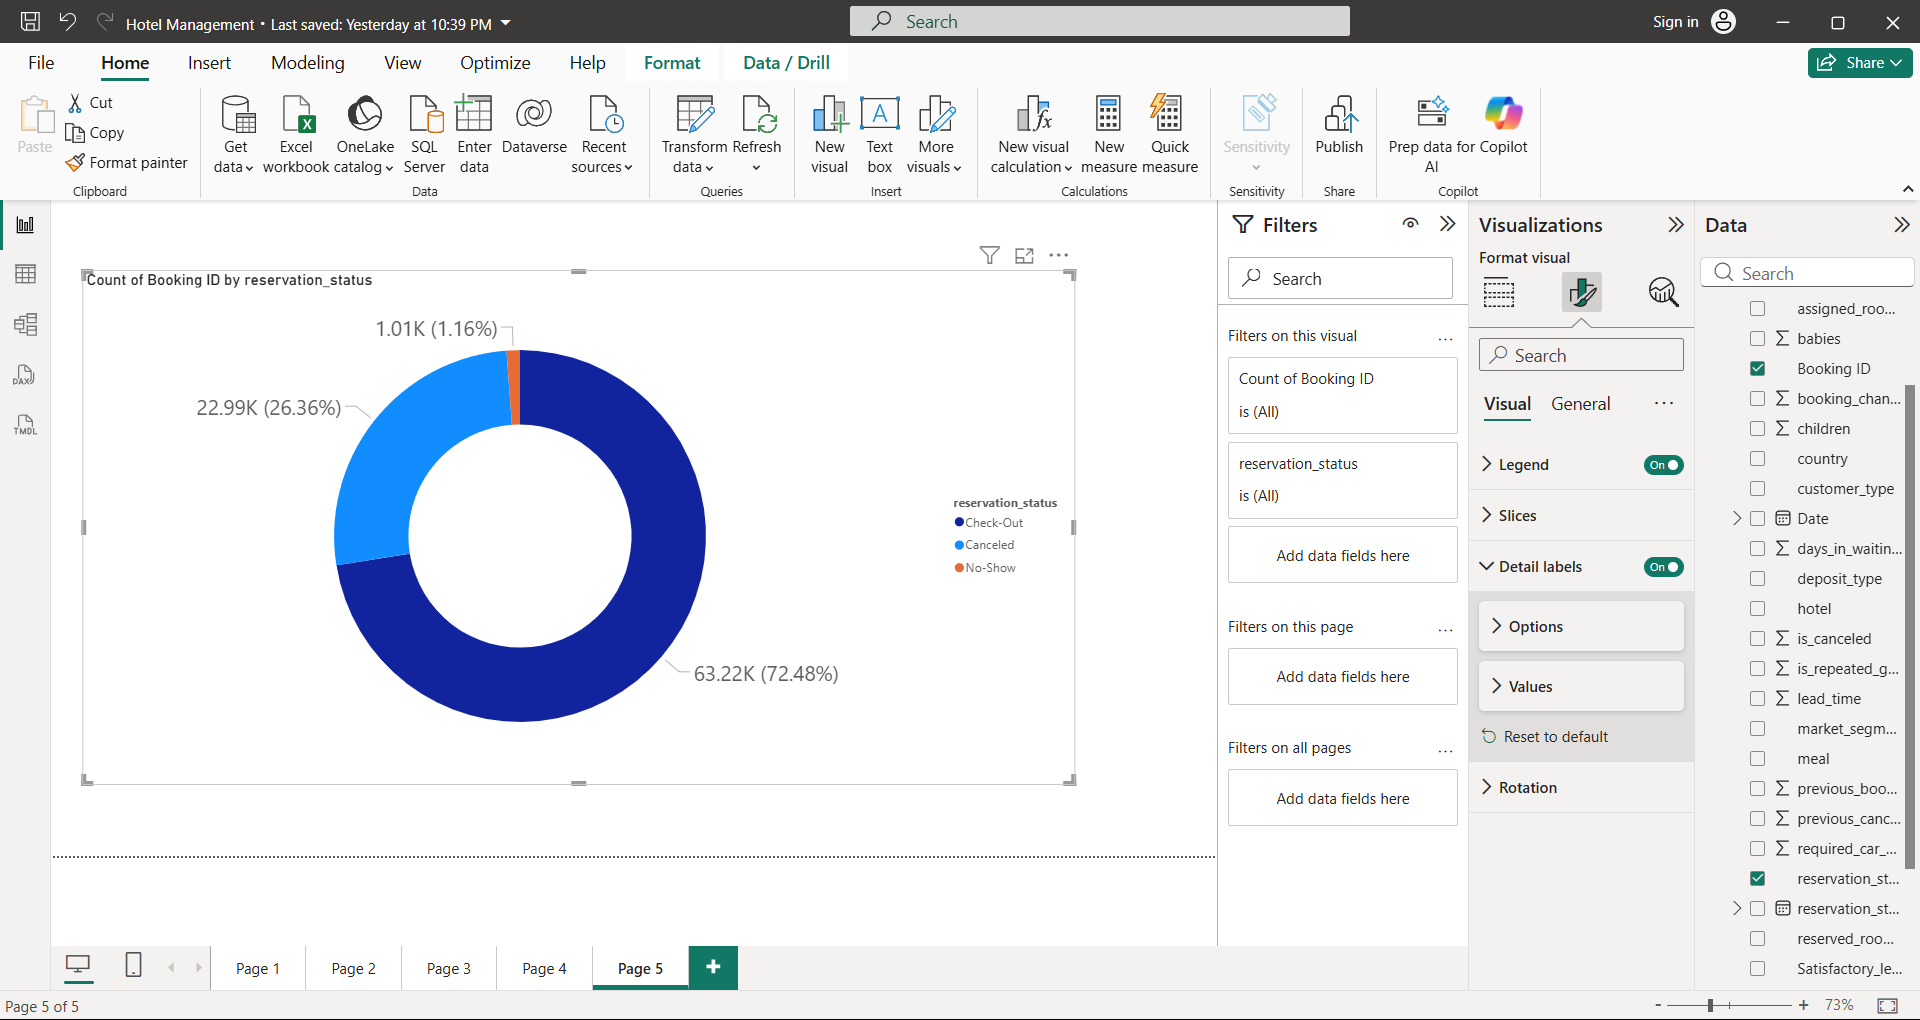 Hotel Management • Last saved: Yesterday at 10:39 PM
Search
Sign in
File
Home
Insert
Modeling
View
Optimize
Help
Format
Data / Drill
Share
Paste
Cut
Copy
Format painter
Clipboard
Get data
Excel workbook
OneLake catalog
SQL Server
Enter data
Dataverse
Recent sources
Data
Transform data
Refresh
Queries
New visual
Text box
More visuals
Insert
New visual calculation
New measure
Quick measure
Calculations
Sensitivity
Sensitivity
Publish
Share
Prep data for AI
Copilot
Copilot
DAX
TMDL
Count of Booking ID by reservation_status
1.01K (1.16%)
22.99K (26.36%)
63.22K (72.48%)
reservation_status
Check-Out
Canceled
No-Show
Filters
Search
Filters on this visual
Count of Booking ID
is (All)
reservation_status
is (All)
Add data fields here
Filters on this page
Add data fields here
Filters on all pages
Add data fields here
Visualizations
Format visual
Search
Visual
General
Legend
On
Slices
Detail labels
On
Options
Values
Reset to default
Rotation
Data
Search
assigned_roo...
babies
Booking ID
booking_chan...
children
country
customer_type
Date
days_in_waitin...
deposit_type
hotel
is_canceled
is_repeated_g...
lead_time
market_segm...
meal
previous_boo...
previous_canc...
required_car_...
reservation_st...
reservation_st...
reserved_roo...
Satisfactory_le...
Page 1
Page 2
Page 3
Page 4
Page 5
Page 5 of 5
73%